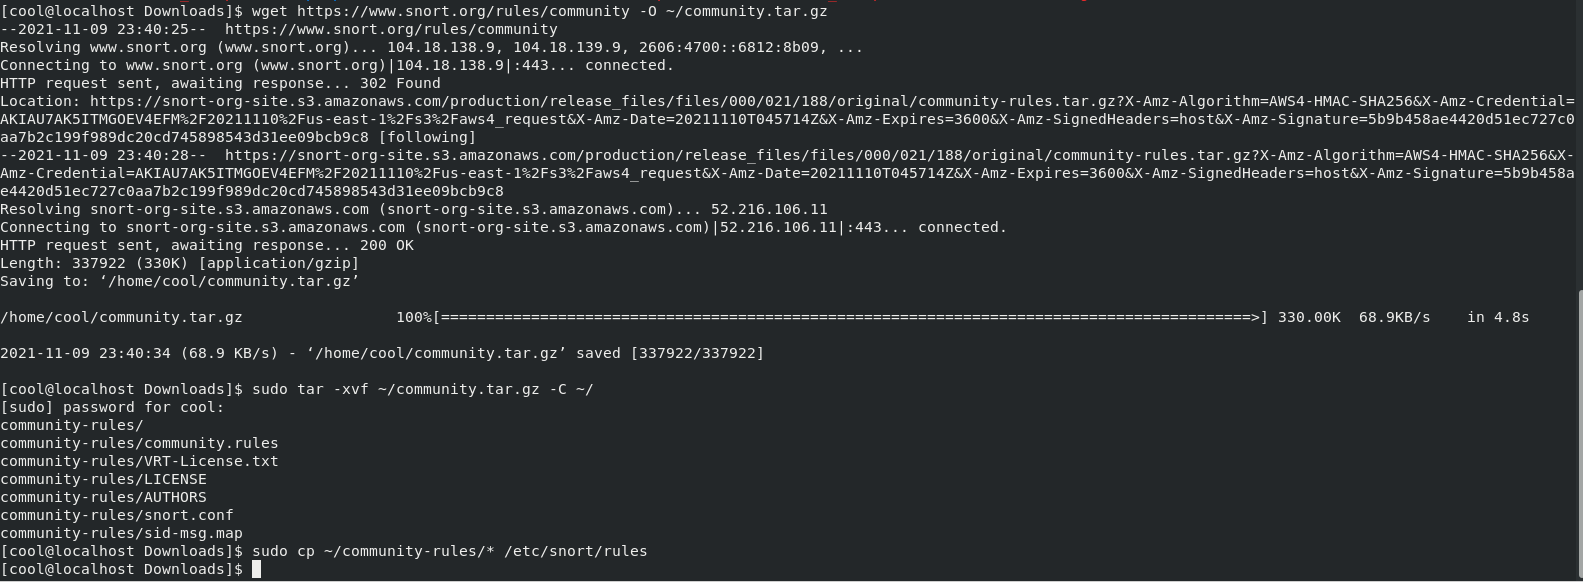 [cool@localhost Downloads]$ wget https://www.snort.org/rules/community -O ~/community.tar.gz
--2021-11-09 23:40:25--  https://www.snort.org/rules/community
Resolving www.snort.org (www.snort.org)... 104.18.138.9, 104.18.139.9, 2606:4700::6812:8b09, ...
Connecting to www.snort.org (www.snort.org)|104.18.138.9|:443... connected.
HTTP request sent, awaiting response... 302 Found
Location: https://snort-org-site.s3.amazonaws.com/production/release_files/files/000/021/188/original/community-rules.tar.gz?X-Amz-Algorithm=AWS4-HMAC-SHA256&X-Amz-Credential=
AKIAU7AK5ITMGOEV4EFM%2F20211110%2Fus-east-1%2Fs3%2Faws4_request&X-Amz-Date=20211110T045714Z&X-Amz-Expires=3600&X-Amz-SignedHeaders=host&X-Amz-Signature=5b9b458ae4420d51ec727c0
aa7b2c199f989dc20cd745898543d31ee09bcb9c8 [following]
--2021-11-09 23:40:28--  https://snort-org-site.s3.amazonaws.com/production/release_files/files/000/021/188/original/community-rules.tar.gz?X-Amz-Algorithm=AWS4-HMAC-SHA256&X-
Amz-Credential=AKIAU7AK5ITMGOEV4EFM%2F20211110%2Fus-east-1%2Fs3%2Faws4_request&X-Amz-Date=20211110T045714Z&X-Amz-Expires=3600&X-Amz-SignedHeaders=host&X-Amz-Signature=5b9b458a
e4420d51ec727c0aa7b2c199f989dc20cd745898543d31ee09bcb9c8
Resolving snort-org-site.s3.amazonaws.com (snort-org-site.s3.amazonaws.com)... 52.216.106.11
Connecting to snort-org-site.s3.amazonaws.com (snort-org-site.s3.amazonaws.com)|52.216.106.11|:443... connected.
HTTP request sent, awaiting response... 200 OK
Length: 337922 (330K) [application/gzip]
Saving to: ‘/home/cool/community.tar.gz’
/home/cool/community.tar.gz                 100%[==========================================================================================>] 330.00K  68.9KB/s    in 4.8s
2021-11-09 23:40:34 (68.9 KB/s) - ‘/home/cool/community.tar.gz’ saved [337922/337922]
[cool@localhost Downloads]$ sudo tar -xvf ~/community.tar.gz -C ~/
[sudo] password for cool:
community-rules/
community-rules/community.rules
community-rules/VRT-License.txt
community-rules/LICENSE
community-rules/AUTHORS
community-rules/snort.conf
community-rules/sid-msg.map
[cool@localhost Downloads]$ sudo cp ~/community-rules/* /etc/snort/rules
[cool@localhost Downloads]$